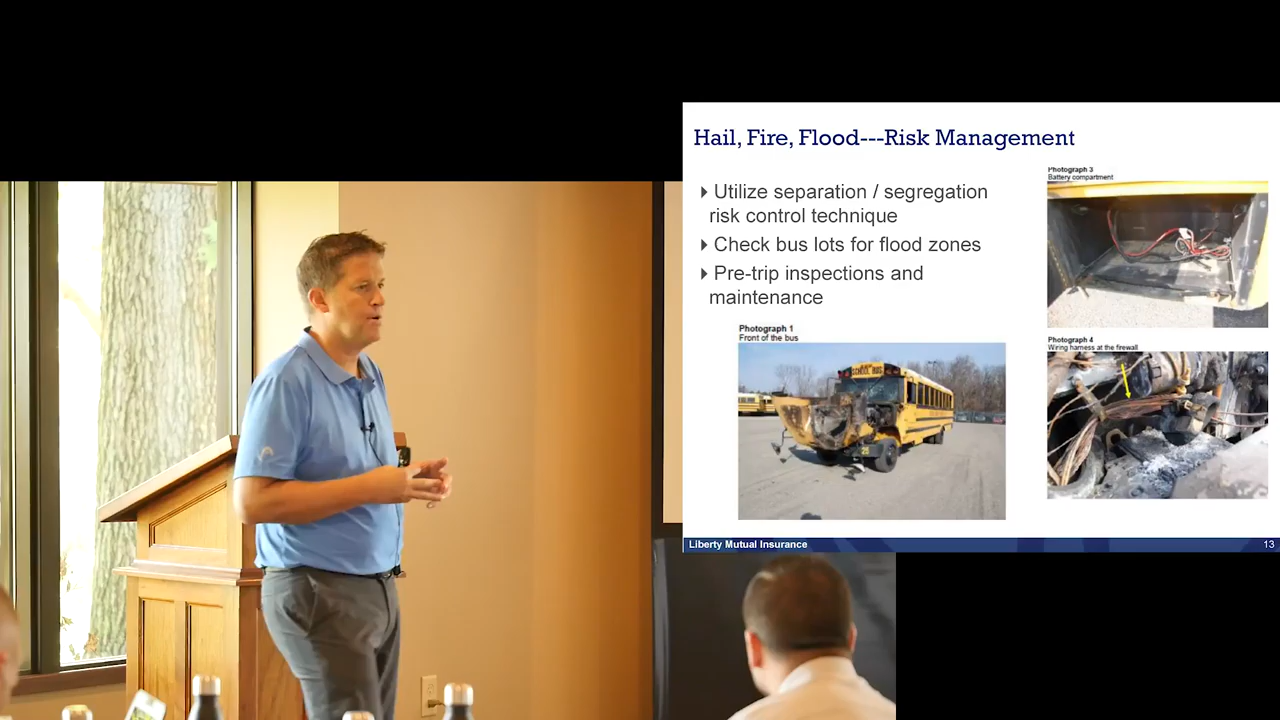 Hail, Fire, Flood---Risk Management
Utilize separation / segregation
risk control technique
Check bus lots for flood zones
Pre-trip inspections and
maintenance
Photograph 1
Front of the bus
SCHOOL BUS
25
Photograph 3
Battery compartment
Photograph 4
Wiring harness at the firewall
Liberty Mutual Insurance
13